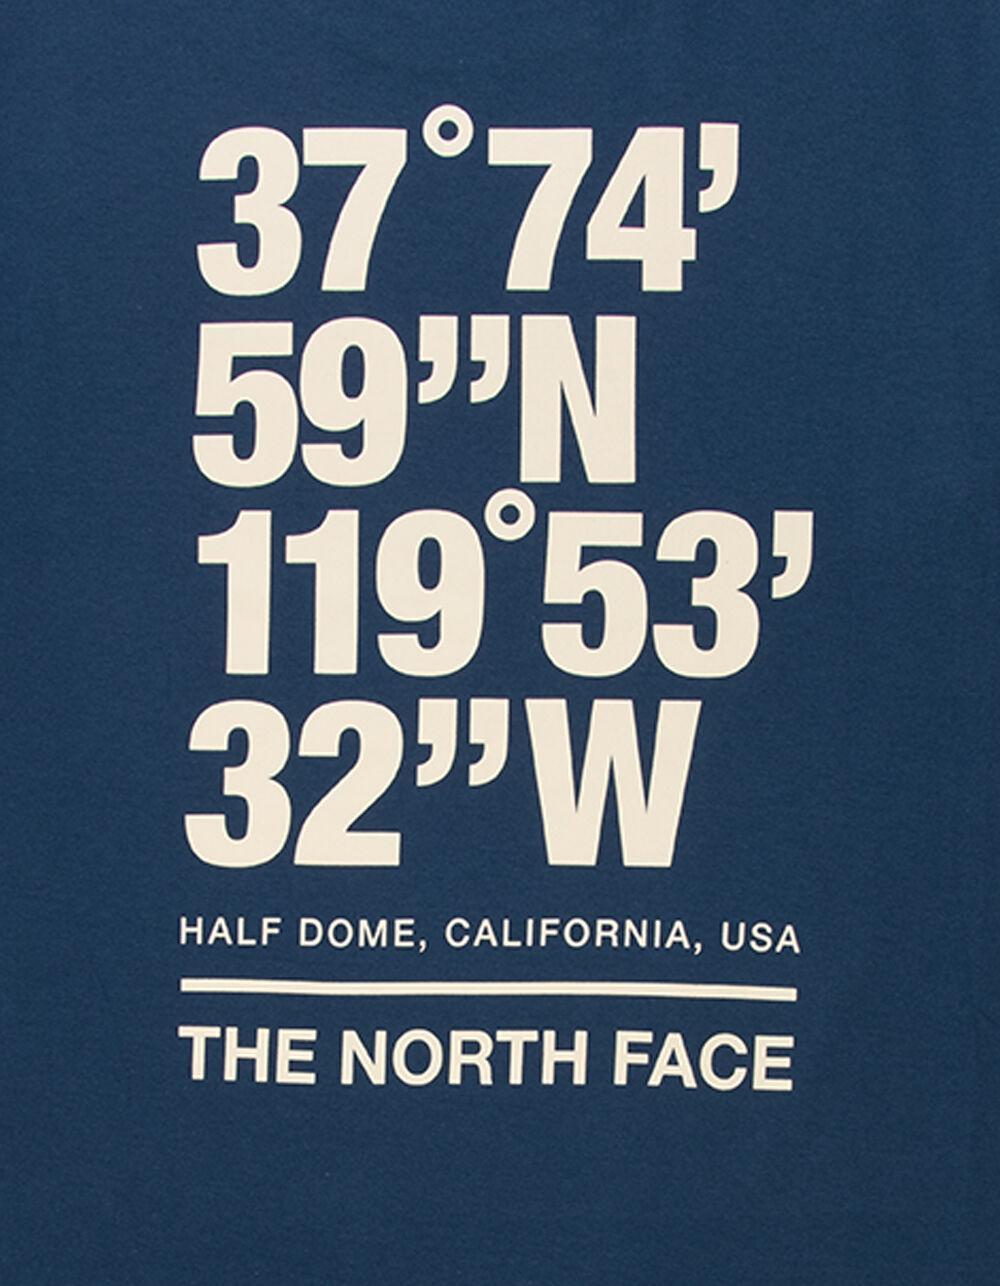 37°74’
59”N
119°53’
32”W
HALF DOME, CALIFORNIA, USA
THE NORTH FACE